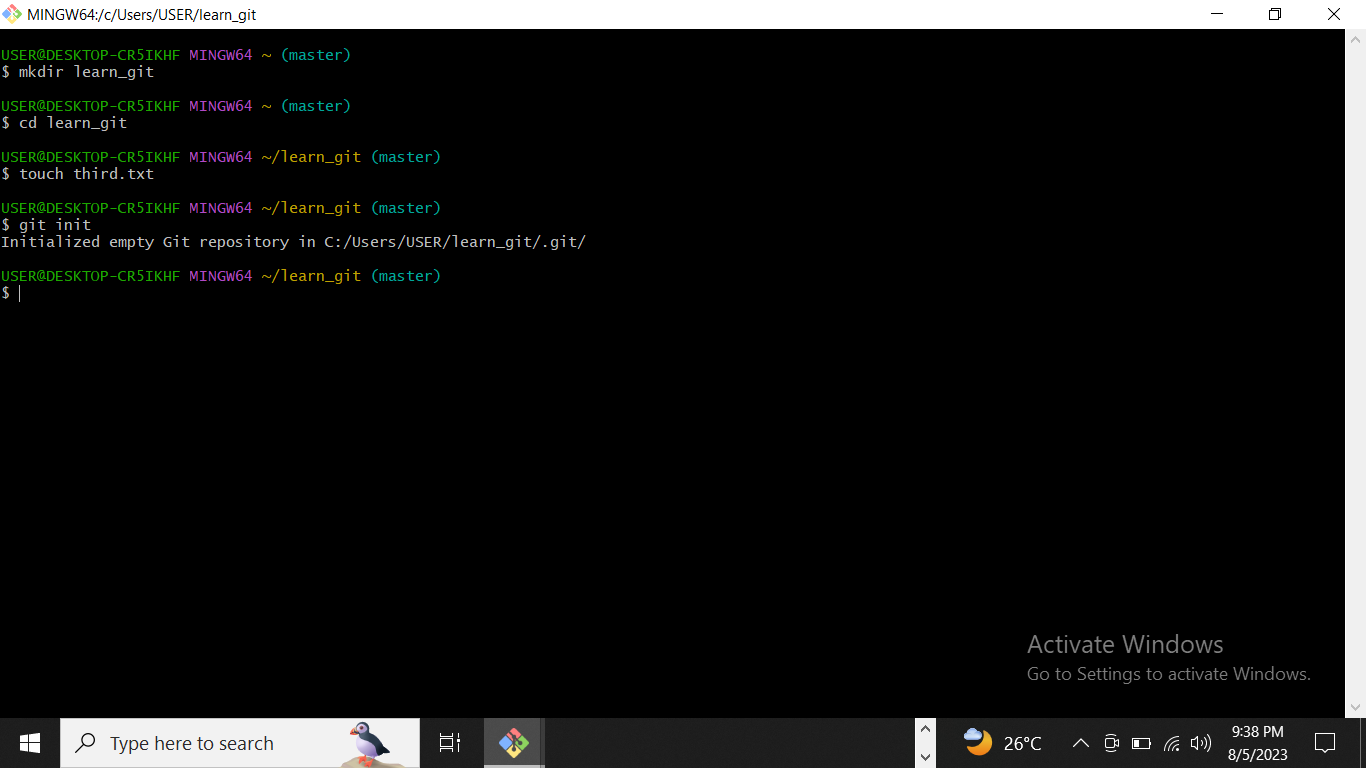 MINGW64:/c/Users/USER/learn_git
USER@DESKTOP-CR5IKHF MINGW64 ~ (master)
$ mkdir learn_git
USER@DESKTOP-CR5IKHF MINGW64 ~ (master)
$ cd learn_git
USER@DESKTOP-CR5IKHF MINGW64 ~/learn_git (master)
$ touch third.txt
USER@DESKTOP-CR5IKHF MINGW64 ~/learn_git (master)
$ git init
Initialized empty Git repository in C:/Users/USER/learn_git/.git/
USER@DESKTOP-CR5IKHF MINGW64 ~/learn_git (master)
$
Activate Windows
Go to Settings to activate Windows.
Type here to search
26°C
9:38 PM
8/5/2023